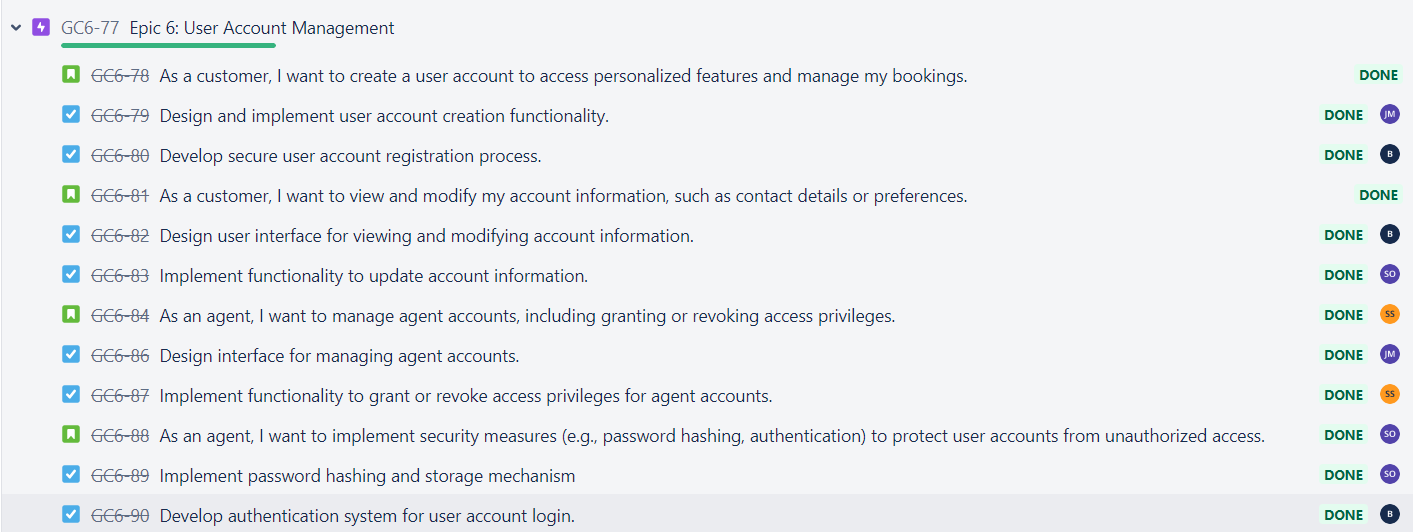 GC6-77 Epic 6: User Account Management
GC6-78 As a customer, I want to create a user account to access personalized features and manage my bookings. DONE
GC6-79 Design and implement user account creation functionality. DONE JM
GC6-80 Develop secure user account registration process. DONE B
GC6-81 As a customer, I want to view and modify my account information, such as contact details or preferences. DONE
GC6-82 Design user interface for viewing and modifying account information. DONE B
GC6-83 Implement functionality to update account information. DONE SO
GC6-84 As an agent, I want to manage agent accounts, including granting or revoking access privileges. DONE SS
GC6-86 Design interface for managing agent accounts. DONE JM
GC6-87 Implement functionality to grant or revoke access privileges for agent accounts. DONE SS
GC6-88 As an agent, I want to implement security measures (e.g., password hashing, authentication) to protect user accounts from unauthorized access. DONE SO
GC6-89 Implement password hashing and storage mechanism DONE SO
GC6-90 Develop authentication system for user account login. DONE B